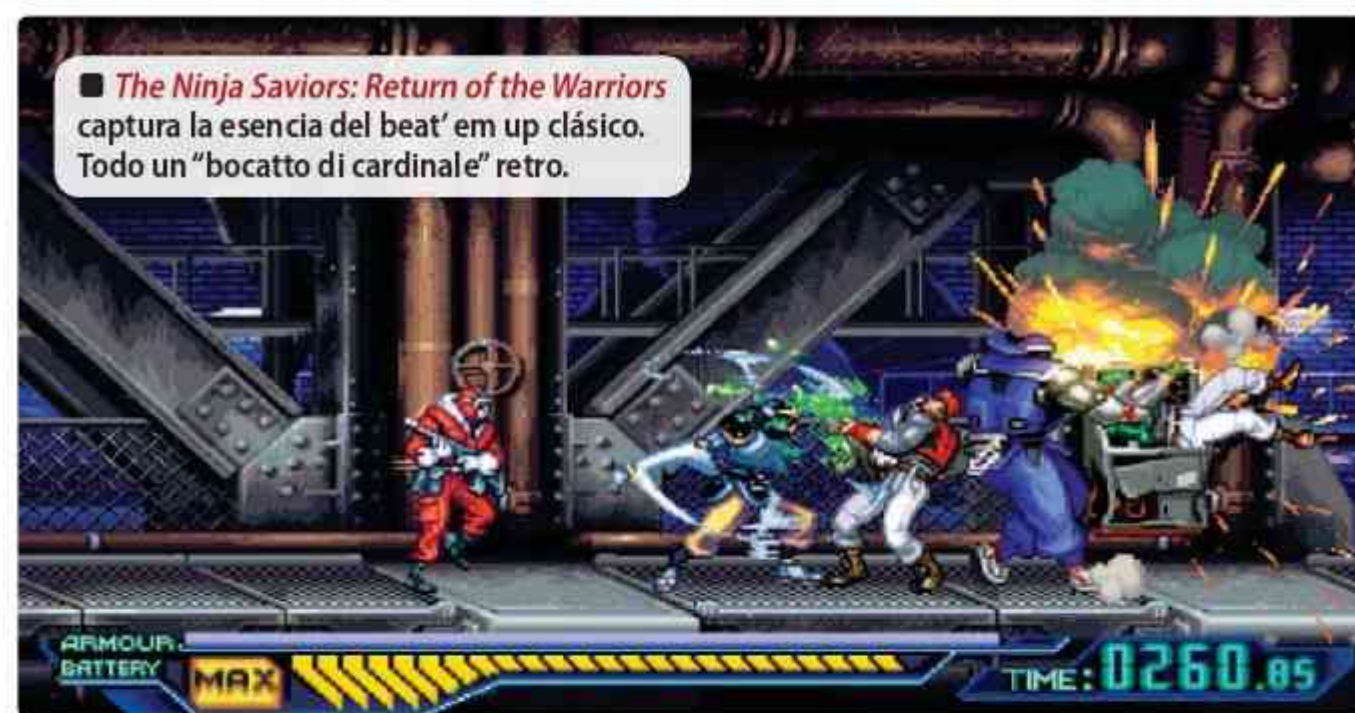 ■ The Ninja Saviors: Return of the Warriors
captura la esencia del beat’ em up clásico.
Todo un “bocatto di cardinale” retro.
ARMOUR
BATTERY
MAX
TIME: 0260.85